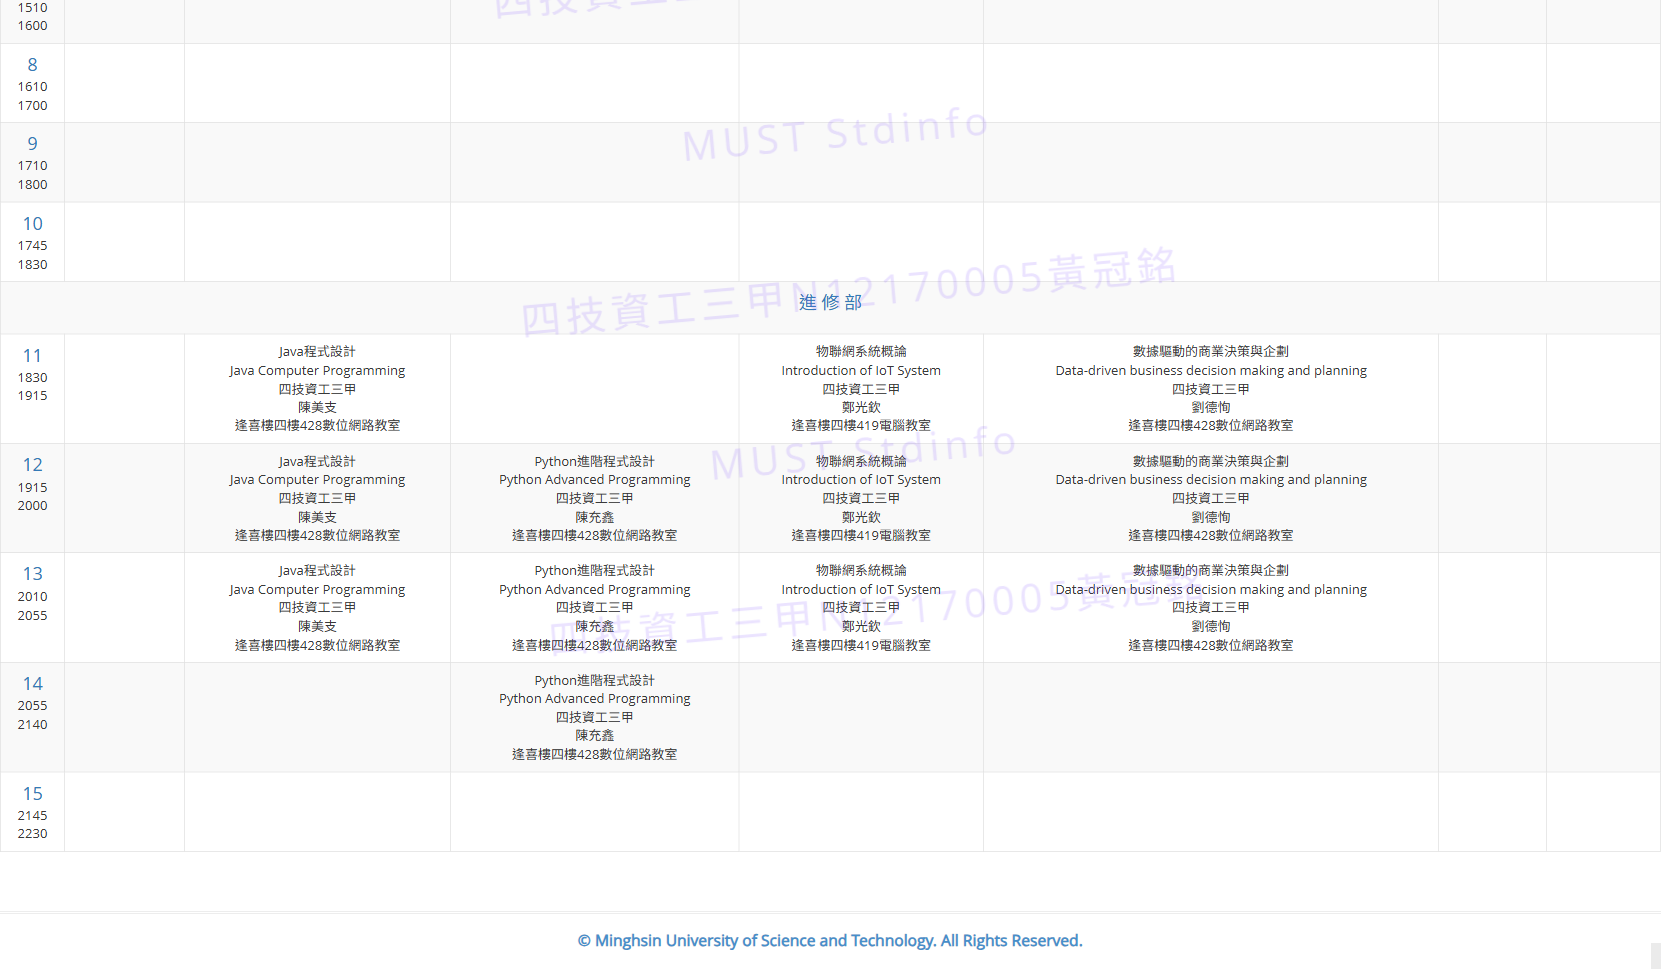 1510
1600
四技資工三
8
1610
1700
MUST Stdinfo
9
1710
1800
10
1745
1830
四技資工三甲N12170005黃冠銘
進修部
11
1830
1915
Java程式設計
Java Computer Programming
四技資工三甲
陳美支
逢喜樓四樓428數位網路教室
物聯網系統概論
Introduction of IoT System
四技資工三甲
鄭光欽
逢喜樓四樓419電腦教室
數據驅動的商業決策與企劃
Data-driven business decision making and planning
四技資工三甲
劉德恂
逢喜樓四樓428數位網路教室
MUST Stdinfo
12
1915
2000
Java程式設計
Java Computer Programming
四技資工三甲
陳美支
逢喜樓四樓428數位網路教室
Python進階程式設計
Python Advanced Programming
四技資工三甲
陳充鑫
逢喜樓四樓428數位網路教室
物聯網系統概論
Introduction of IoT System
四技資工三甲
鄭光欽
逢喜樓四樓419電腦教室
數據驅動的商業決策與企劃
Data-driven business decision making and planning
四技資工三甲
劉德恂
逢喜樓四樓428數位網路教室
13
2010
2055
Java程式設計
Java Computer Programming
四技資工三甲
陳美支
逢喜樓四樓428數位網路教室
Python進階程式設計
Python Advanced Programming
四技資工三甲
陳充鑫
逢喜樓四樓428數位網路教室
物聯網系統概論
Introduction of IoT System
四技資工三甲
鄭光欽
逢喜樓四樓419電腦教室
數據驅動的商業決策與企劃
Data-driven business decision making and planning
四技資工三甲
劉德恂
逢喜樓四樓428數位網路教室
四技資工三甲N12170005黃冠銘
14
2055
2140
Python進階程式設計
Python Advanced Programming
四技資工三甲
陳充鑫
逢喜樓四樓428數位網路教室
15
2145
2230
© Minghsin University of Science and Technology. All Rights Reserved.